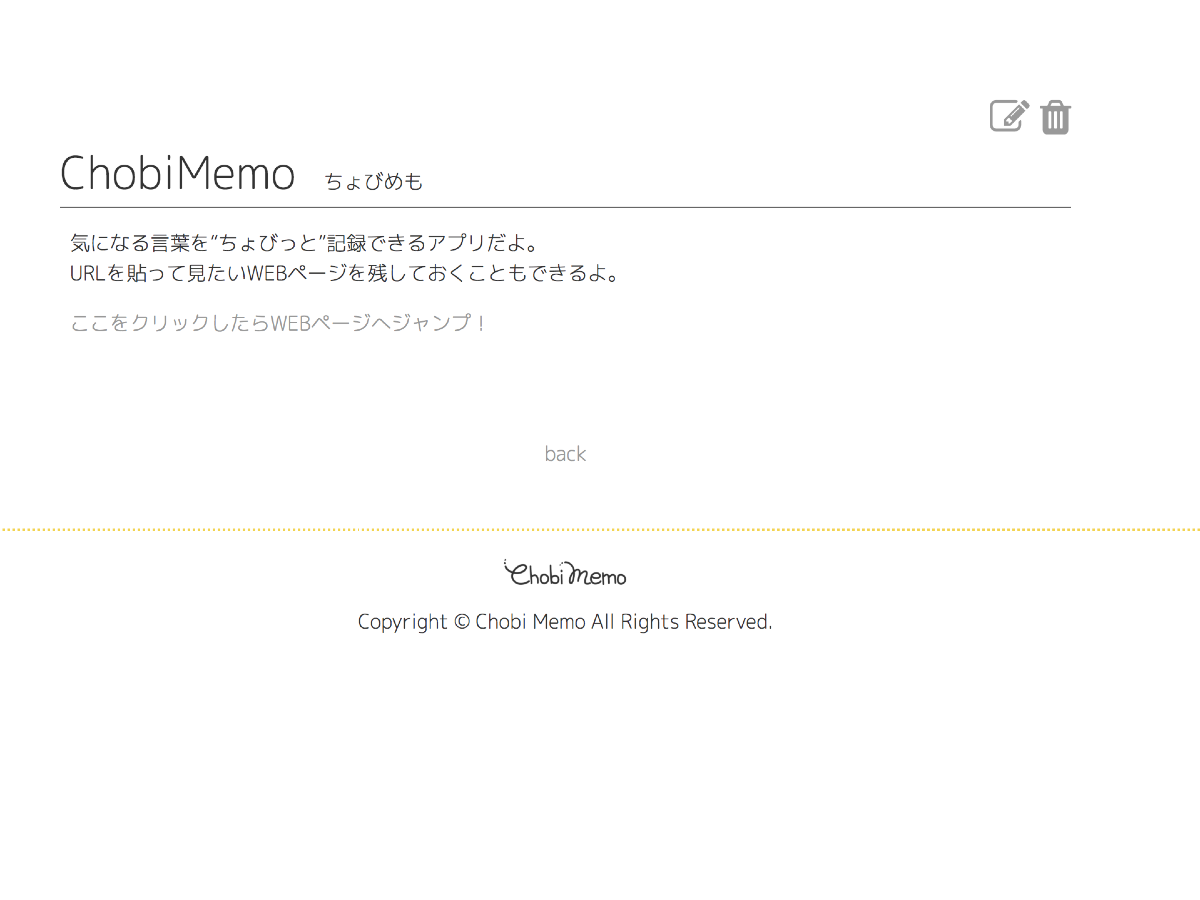 ChobiMemo ちょびめも
気になる言葉を“ちょびっと”記録できるアプリだよ。
URLを貼って見たいWEBページを残しておくこともできるよ。
ここをクリックしたらWEBページへジャンプ！
back
Chobi Memo
Copyright © Chobi Memo All Rights Reserved.